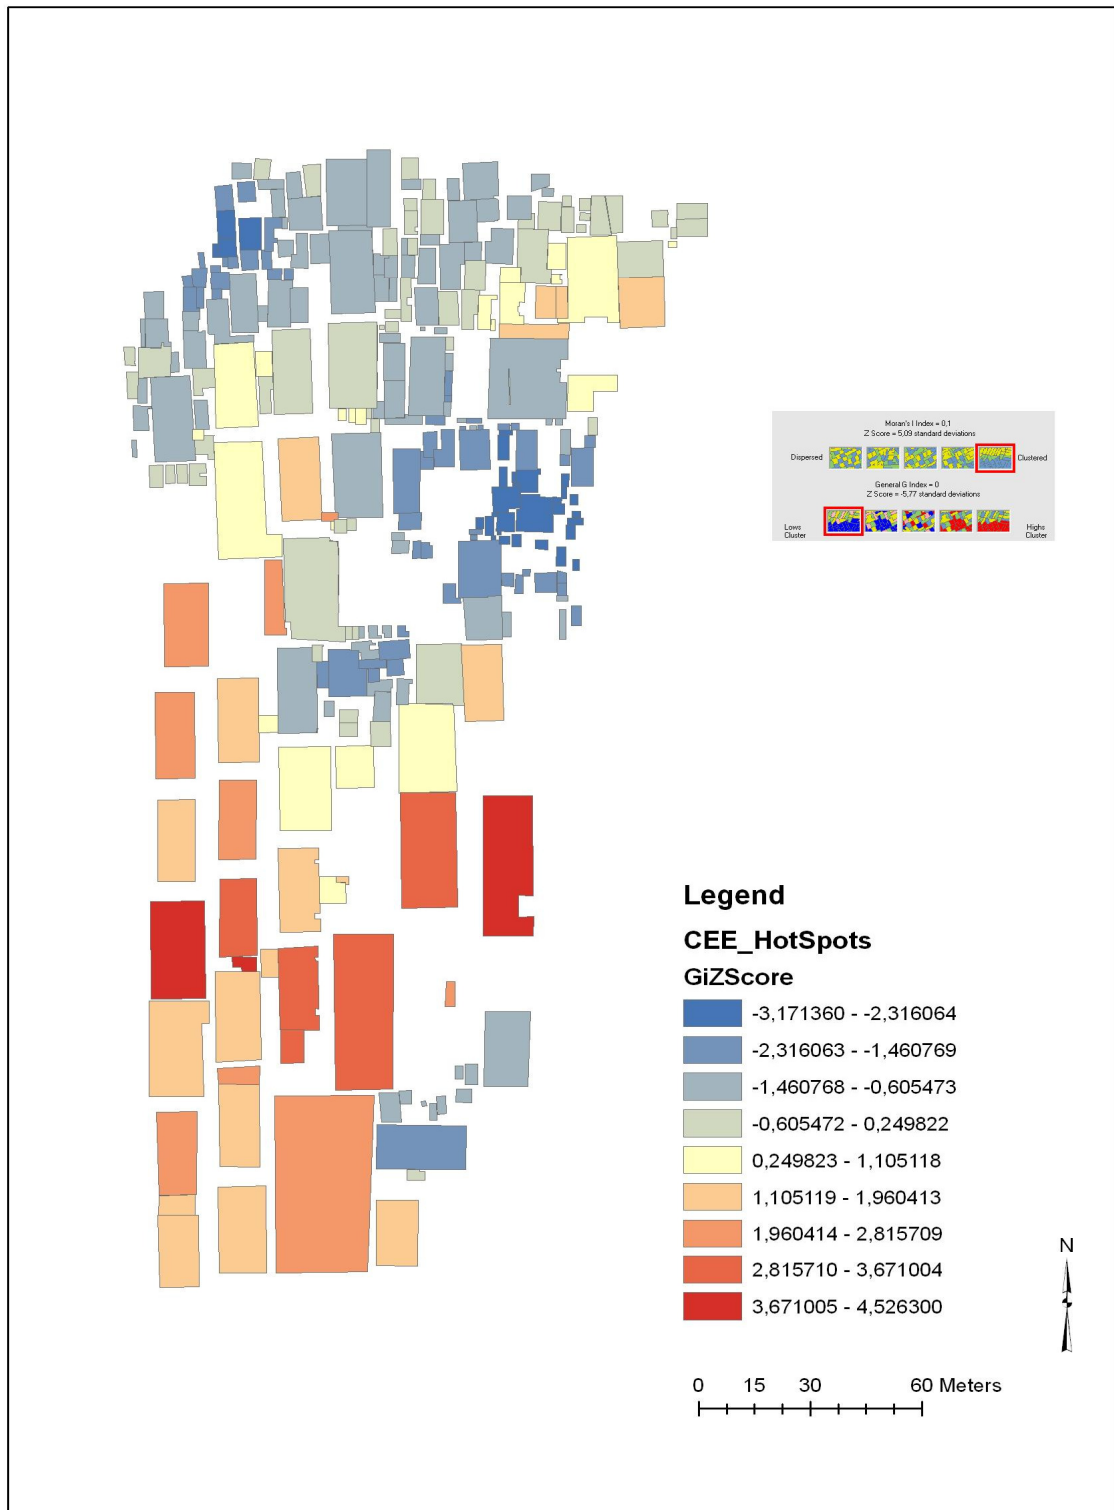 Moran's I Index = 0,1
Z Score = 5,09 standard deviations
Dispersed
Clustered
General G Index = 0
Z Score = -5,77 standard deviations
Lows
Cluster
Highs
Cluster
Legend
CEE_HotSpots
GiZScore
-3,171360 - -2,316064
-2,316063 - -1,460769
-1,460768 - -0,605473
-0,605472 - 0,249822
0,249823 - 1,105118
1,105119 - 1,960413
1,960414 - 2,815709
2,815710 - 3,671004
3,671005 - 4,526300
N
0 15 30 60 Meters